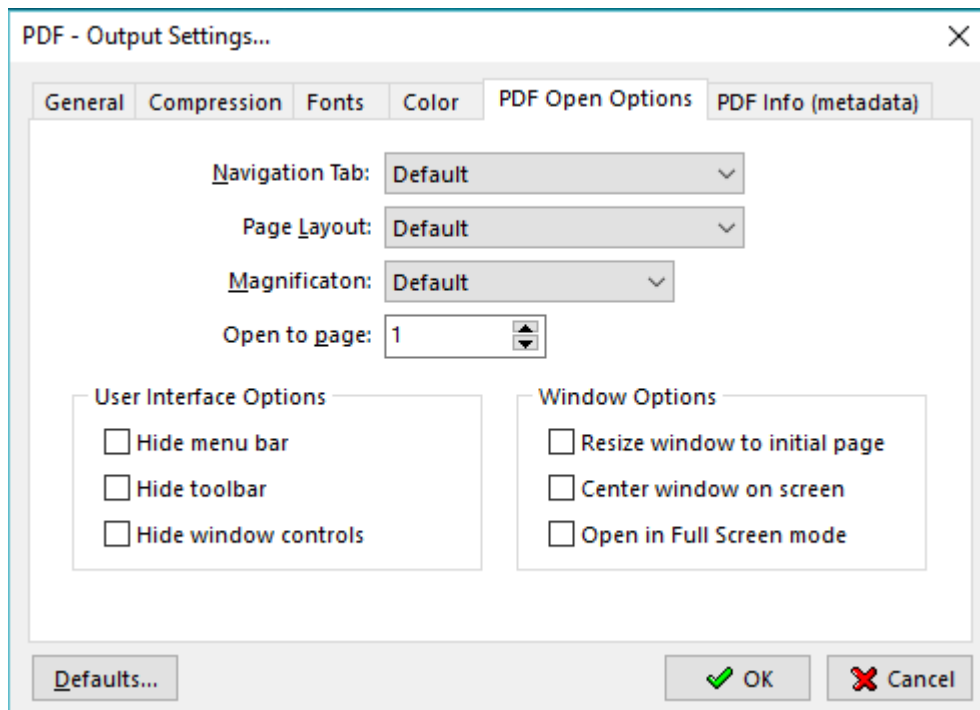 PDF - Output Settings...
General Compression Fonts Color PDF Open Options PDF Info (metadata)
Navigation Tab: Default
Page Layout: Default
Magnificaton: Default
Open to page: 1
User Interface Options Window Options
Hide menu bar Resize window to initial page
Hide toolbar Center window on screen
Hide window controls Open in Full Screen mode
Defaults... OK Cancel